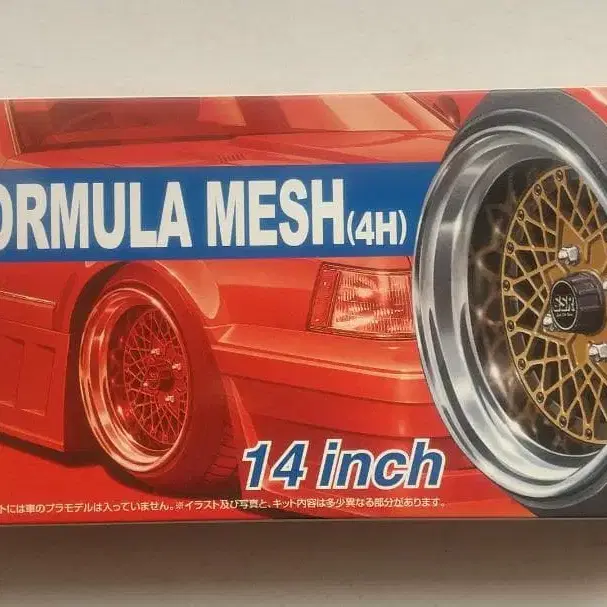 ORMULA MESH(4H)
SSR
14 inch
トには車のプラモデルは入っていません。※イラスト及び写真と、キット内容は多少異なる部分があります。